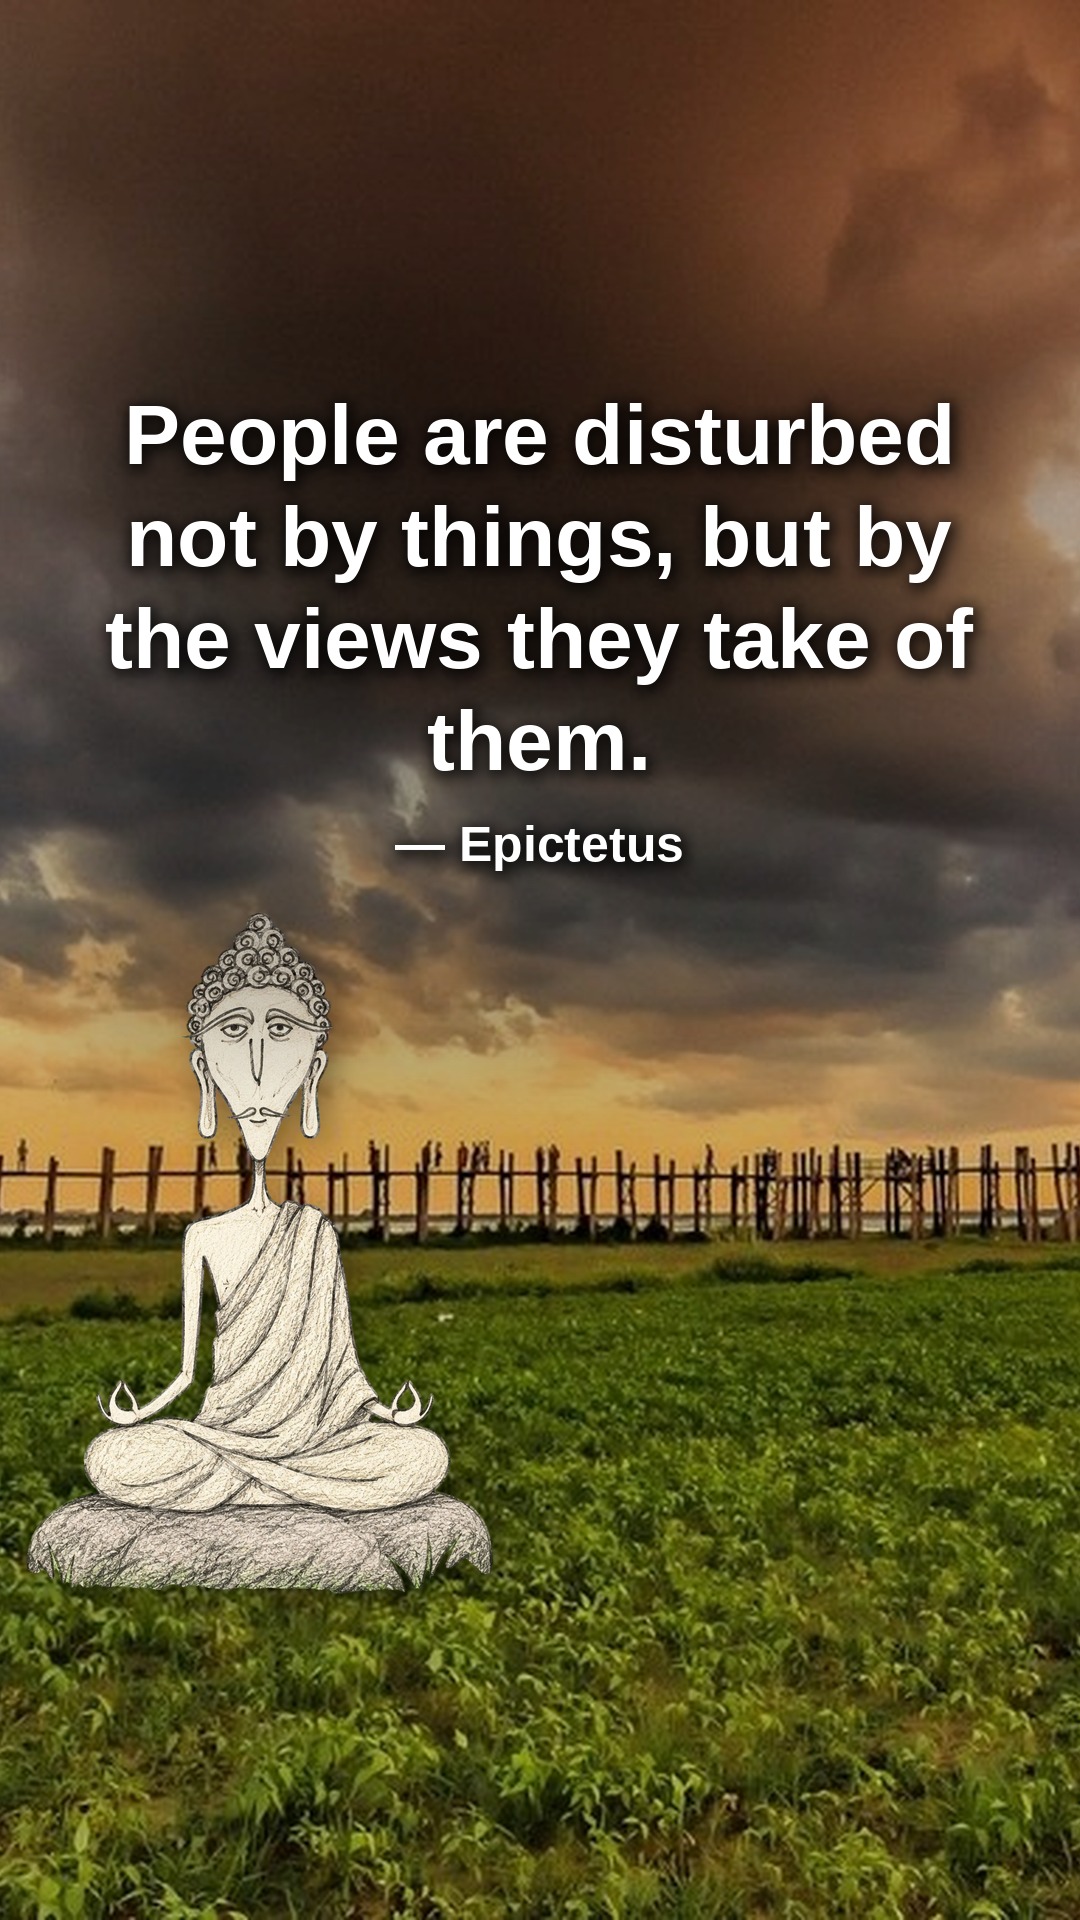 People are disturbed
not by things, but by
the views they take of
them.
— Epictetus